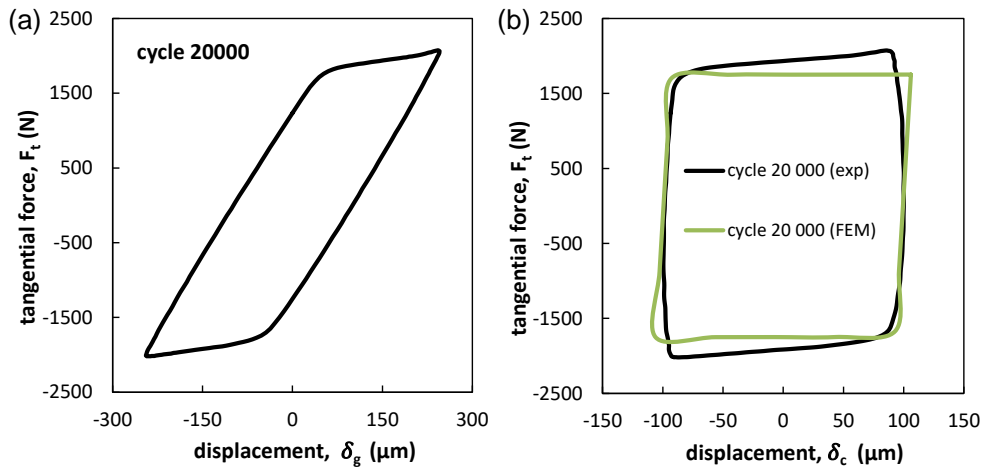 (a)
2500
1500
500
-500
-1500
-2500
tangential force, Fₜ (N)
cycle 20000
-300 -150 0 150 300
displacement, δg (µm)
(b)
2500
1500
500
-500
-1500
-2500
tangential force, Fₜ (N)
cycle 20 000 (exp)
cycle 20 000 (FEM)
-150 -100 -50 0 50 100 150
displacement, δc (µm)